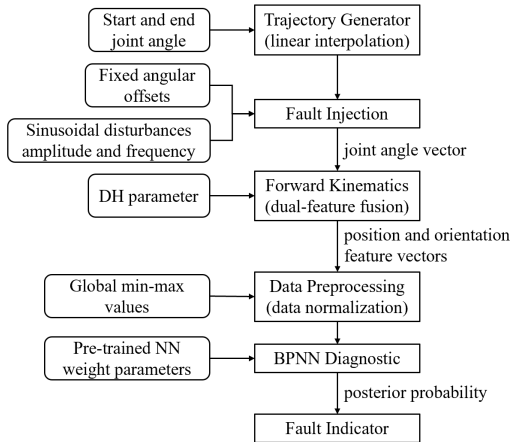 Start and end
joint angle
Trajectory Generator
(linear interpolation)
Fixed angular
offsets
Sinusoidal disturbances
amplitude and frequency
Fault Injection
joint angle vector
DH parameter
Forward Kinematics
(dual-feature fusion)
position and orientation
feature vectors
Global min-max
values
Data Preprocessing
(data normalization)
Pre-trained NN
weight parameters
BPNN Diagnostic
posterior probability
Fault Indicator